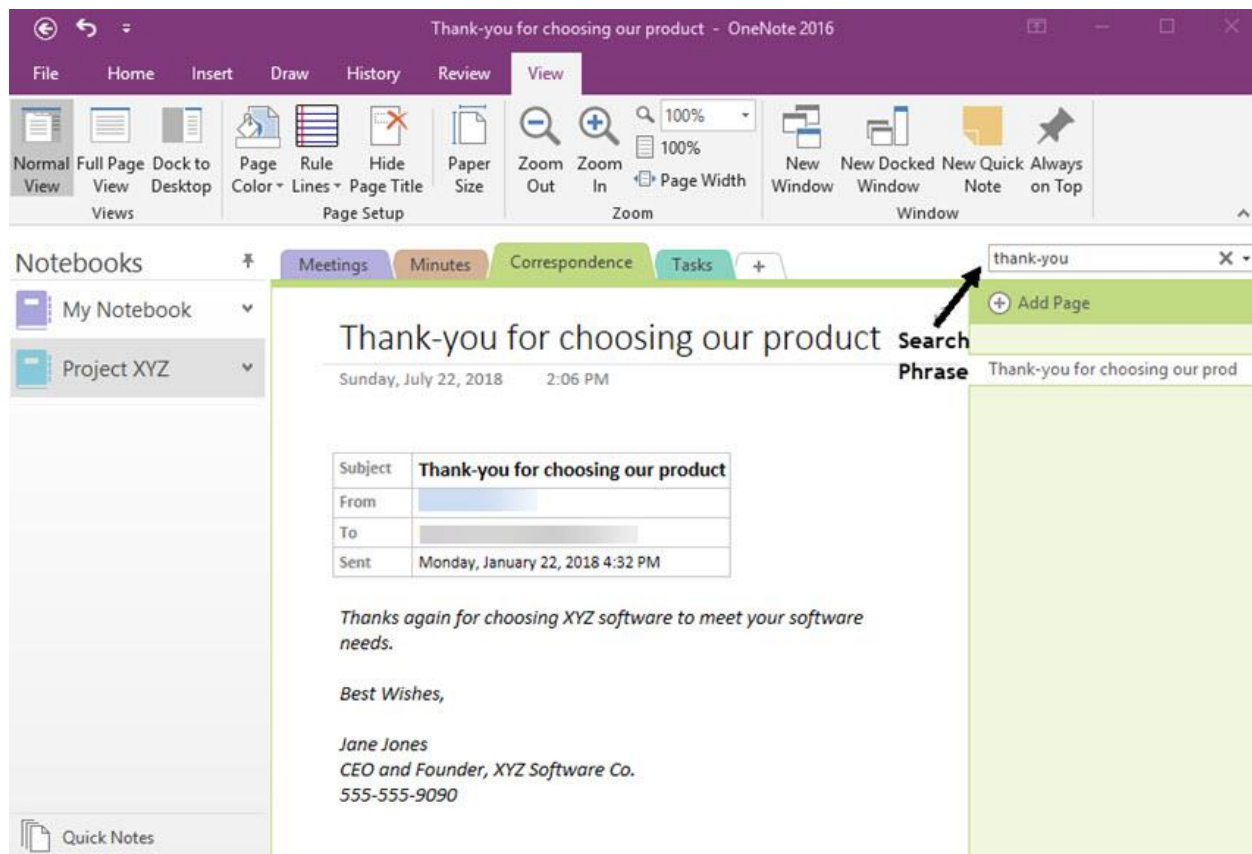 Thank-you for choosing our product - OneNote 2016
File Home Insert Draw History Review View
Normal View
Full Page View
Dock to Desktop
Views
Page Color
Rule Lines
Hide Page Title
Paper Size
Page Setup
Zoom Out
Zoom In
100%
100%
Page Width
Zoom
New Window
New Docked Window
New Quick Note
Always on Top
Window
Notebooks
My Notebook
Project XYZ
Quick Notes
Meetings Minutes Correspondence Tasks +
thank-you
Add Page
Search
Phrase
Thank-you for choosing our prod
Thank-you for choosing our product
Sunday, July 22, 2018 2:06 PM
Subject Thank-you for choosing our product
From
To
Sent Monday, January 22, 2018 4:32 PM
Thanks again for choosing XYZ software to meet your software
needs.
Best Wishes,
Jane Jones
CEO and Founder, XYZ Software Co.
555-555-9090